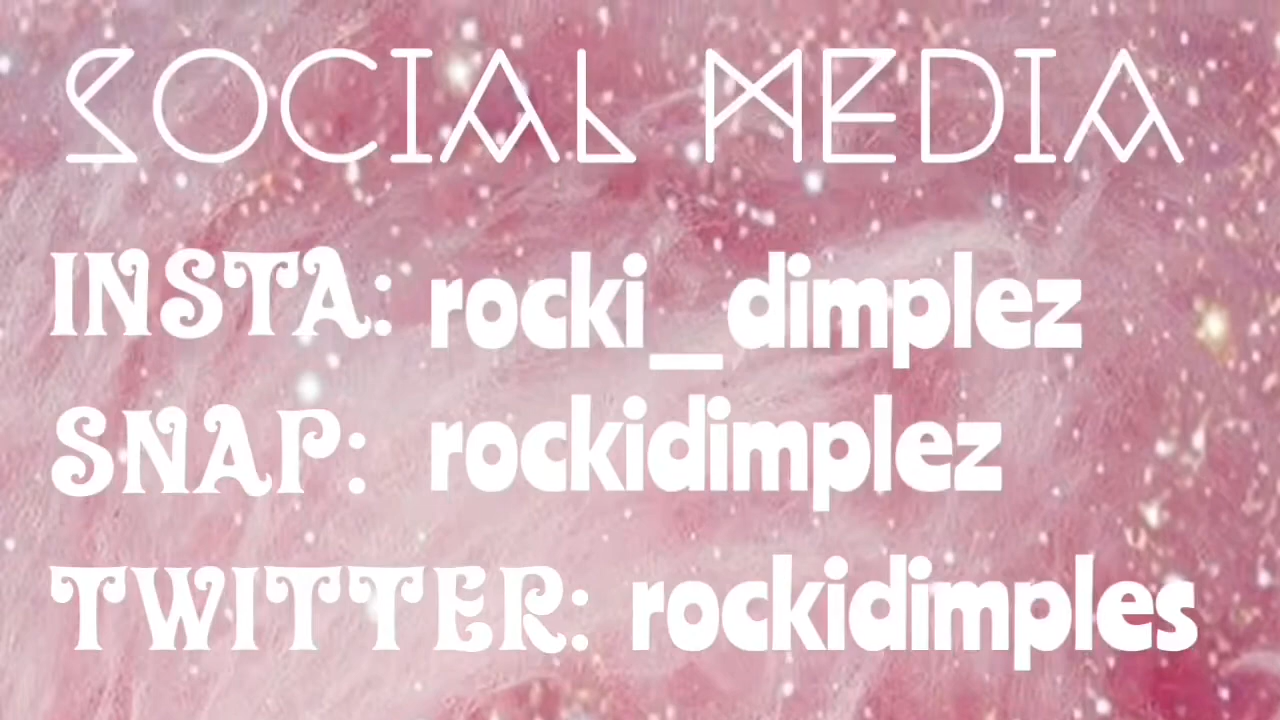 SOCIAL MEDIA
INSTA: rocki_dimplez
SNAP: rockidimplez
TWITTER: rockidimples